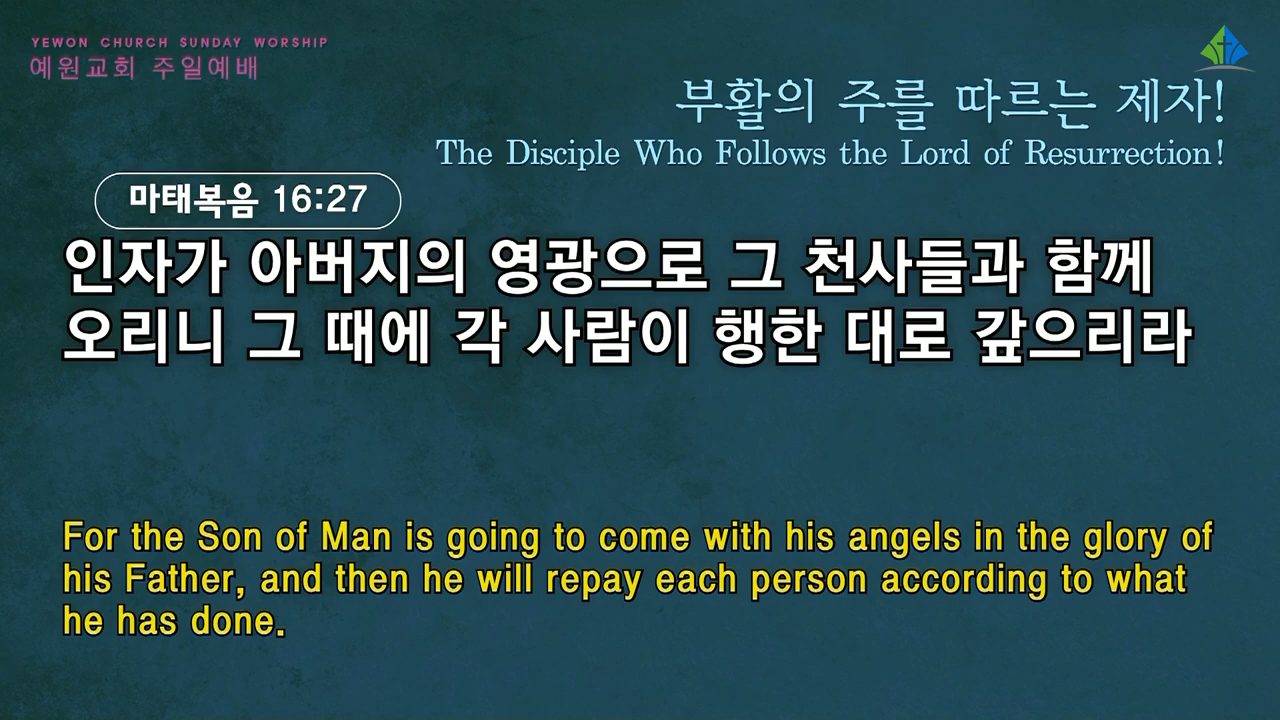 YEWON CHURCH SUNDAY WORSHIP
예원교회 주일예배
부활의 주를 따르는 제자!
The Disciple Who Follows the Lord of Resurrection!
마태복음 16:27
인자가 아버지의 영광으로 그 천사들과 함께
오리니 그 때에 각 사람이 행한 대로 갚으리라
For the Son of Man is going to come with his angels in the glory of
his Father, and then he will repay each person according to what
he has done.